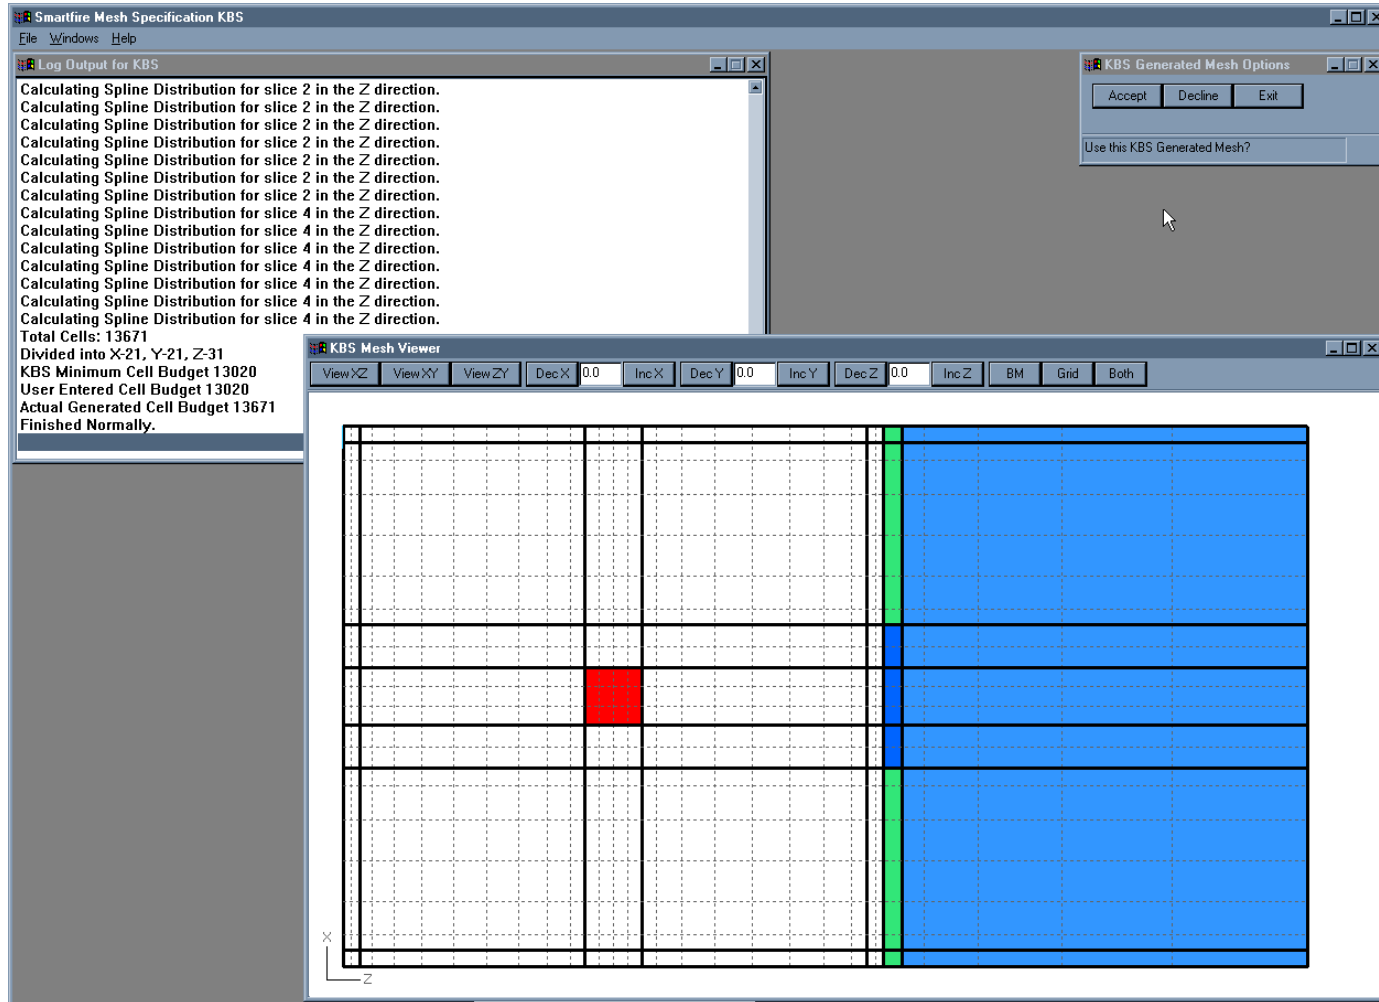 Smartfire Mesh Specification KBS
File Windows Help
Log Output for KBS
Calculating Spline Distribution for slice 2 in the Z direction.
Calculating Spline Distribution for slice 2 in the Z direction.
Calculating Spline Distribution for slice 2 in the Z direction.
Calculating Spline Distribution for slice 2 in the Z direction.
Calculating Spline Distribution for slice 2 in the Z direction.
Calculating Spline Distribution for slice 2 in the Z direction.
Calculating Spline Distribution for slice 2 in the Z direction.
Calculating Spline Distribution for slice 4 in the Z direction.
Calculating Spline Distribution for slice 4 in the Z direction.
Calculating Spline Distribution for slice 4 in the Z direction.
Calculating Spline Distribution for slice 4 in the Z direction.
Calculating Spline Distribution for slice 4 in the Z direction.
Calculating Spline Distribution for slice 4 in the Z direction.
Calculating Spline Distribution for slice 4 in the Z direction.
Total Cells: 13671
Divided into X-21, Y-21, Z-31
KBS Minimum Cell Budget 13020
User Entered Cell Budget 13020
Actual Generated Cell Budget 13671
Finished Normally.
KBS Generated Mesh Options
Accept Decline Exit
Use this KBS Generated Mesh?
KBS Mesh Viewer
View XZ View XY View ZY Dec X 0.0 Inc X Dec Y 0.0 Inc Y Dec Z 0.0 Inc Z BM Grid Both
X
Z